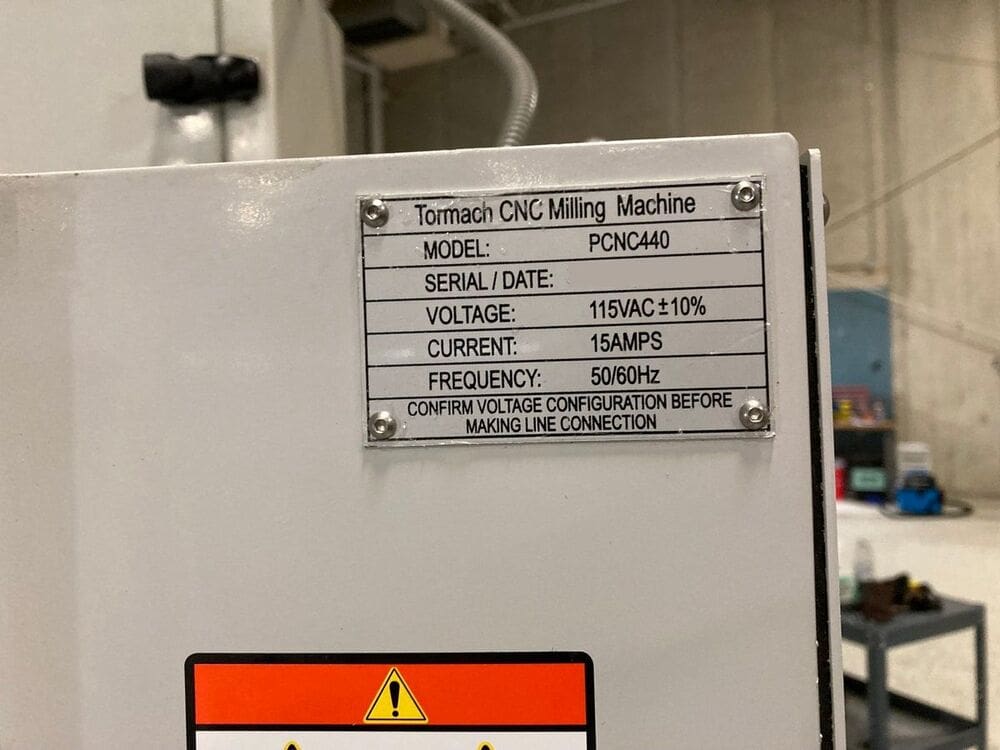 Tormach CNC Milling Machine
MODEL: PCNC440
SERIAL / DATE:
VOLTAGE: 115VAC ± 10%
CURRENT: 15AMPS
FREQUENCY: 50/60Hz
CONFIRM VOLTAGE CONFIGURATION BEFORE
MAKING LINE CONNECTION